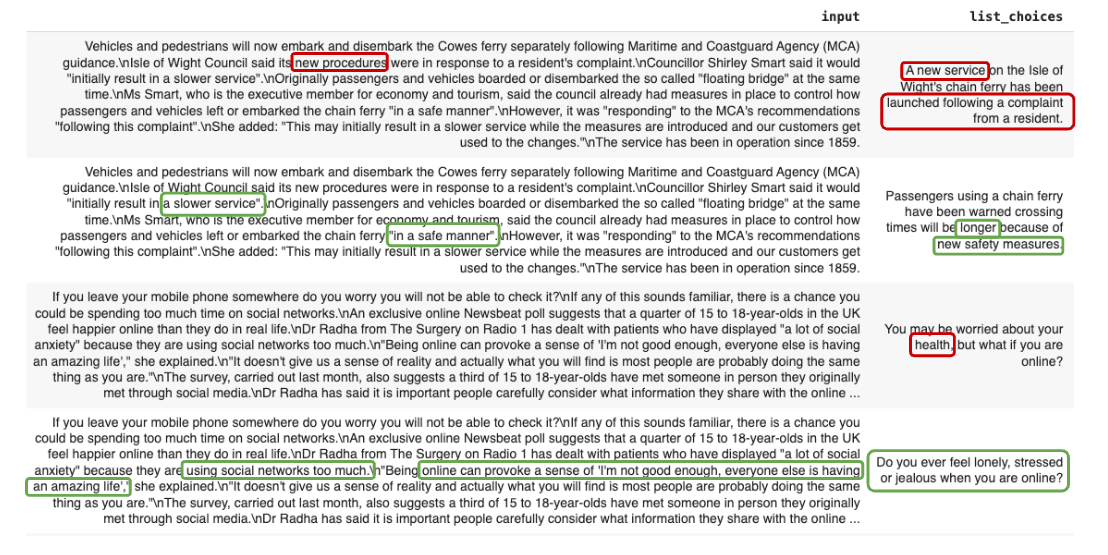 input list_choices
Vehicles and pedestrians will now embark and disembark the Cowes ferry separately following Maritime and Coastguard Agency (MCA)
guidance.\nIsle of Wight Council said its new procedures were in response to a resident's complaint.\nCouncillor Shirley Smart said it would
"initially result in a slower service".\nOriginally passengers and vehicles boarded or disembarked the so called "floating bridge" at the same
time.\nMs Smart, who is the executive member for economy and tourism, said the council already had measures in place to control how
passengers and vehicles left or embarked the chain ferry "in a safe manner".\nHowever, it was "responding" to the MCA's recommendations
"following this complaint".\nShe added: "This may initially result in a slower service while the measures are introduced and our customers get
used to the changes."\nThe service has been in operation since 1859.
A new service on the Isle of
Wight's chain ferry has been
launched following a complaint
from a resident.
Vehicles and pedestrians will now embark and disembark the Cowes ferry separately following Maritime and Coastguard Agency (MCA)
guidance.\nIsle of Wight Council said its new procedures were in response to a resident's complaint.\nCouncillor Shirley Smart said it would
"initially result in a slower service".\nOriginally passengers and vehicles boarded or disembarked the so called "floating bridge" at the same
time.\nMs Smart, who is the executive member for economy and tourism, said the council already had measures in place to control how
passengers and vehicles left or embarked the chain ferry "in a safe manner".\nHowever, it was "responding" to the MCA's recommendations
"following this complaint".\nShe added: "This may initially result in a slower service while the measures are introduced and our customers get
used to the changes."\nThe service has been in operation since 1859.
Passengers using a chain ferry
have been warned crossing
times will be longer because of
new safety measures.
If you leave your mobile phone somewhere do you worry you will not be able to check it?\nIf any of this sounds familiar, there is a chance you
could be spending too much time on social networks.\nAn exclusive online Newsbeat poll suggests that a quarter of 15 to 18-year-olds in the UK
feel happier online than they do in real life.\nDr Radha from The Surgery on Radio 1 has dealt with patients who have displayed "a lot of social
anxiety" because they are using social networks too much.\n"Being online can provoke a sense of 'I'm not good enough, everyone else is having
an amazing life'," she explained.\n"It doesn't give us a sense of reality and actually what you will find is most people are probably doing the same
thing as you are."\nThe survey, carried out last month, also suggests a third of 15 to 18-year-olds have met someone in person they originally
met through social media.\nDr Radha has said it is important people carefully consider what information they share with the online ...
You may be worried about your
health, but what if you are
online?
If you leave your mobile phone somewhere do you worry you will not be able to check it?\nIf any of this sounds familiar, there is a chance you
could be spending too much time on social networks.\nAn exclusive online Newsbeat poll suggests that a quarter of 15 to 18-year-olds in the UK
feel happier online than they do in real life.\nDr Radha from The Surgery on Radio 1 has dealt with patients who have displayed "a lot of social
anxiety" because they are using social networks too much.\n"Being online can provoke a sense of 'I'm not good enough, everyone else is having
an amazing life'," she explained.\n"It doesn't give us a sense of reality and actually what you will find is most people are probably doing the same
thing as you are."\nThe survey, carried out last month, also suggests a third of 15 to 18-year-olds have met someone in person they originally
met through social media.\nDr Radha has said it is important people carefully consider what information they share with the online ...
Do you ever feel lonely, stressed
or jealous when you are online?